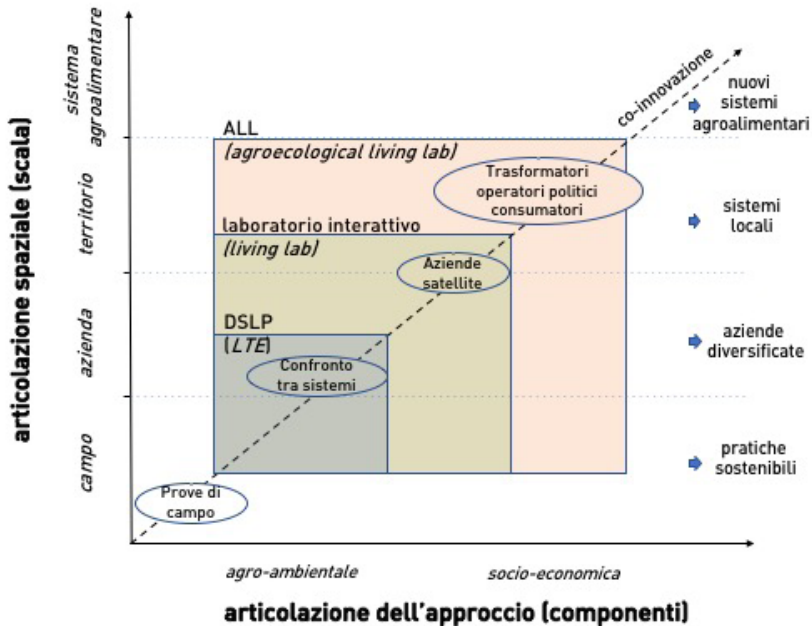 articolazione spaziale (scala)
sistema
agroalimentare
territorio
azienda
campo
ALL
(agroecological living lab)
laboratorio interattivo
(living lab)
DSLP
(LTE)
co-innovazione
Trasformatori
operatori politici
consumatori
Aziende
satellite
Confronto
tra sistemi
Prove di
campo
nuovi
sistemi
agroalimentari
sistemi
locali
aziende
diversificate
pratiche
sostenibili
agro-ambientale
socio-economica
articolazione dell'approccio (componenti)